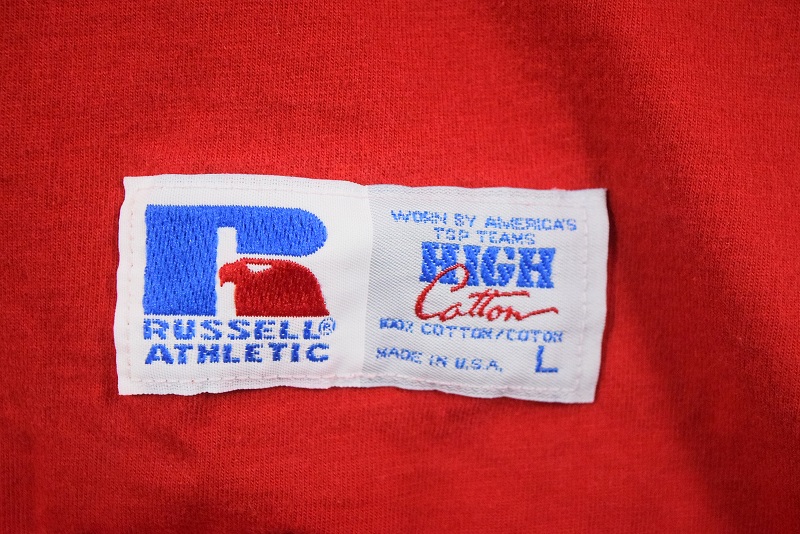 RUSSELL®
ATHLETIC
WORN BY AMERICA'S
TOP TEAMS
HIGH
Cotton
100% COTTON/COTON
MADE IN U.S.A. L